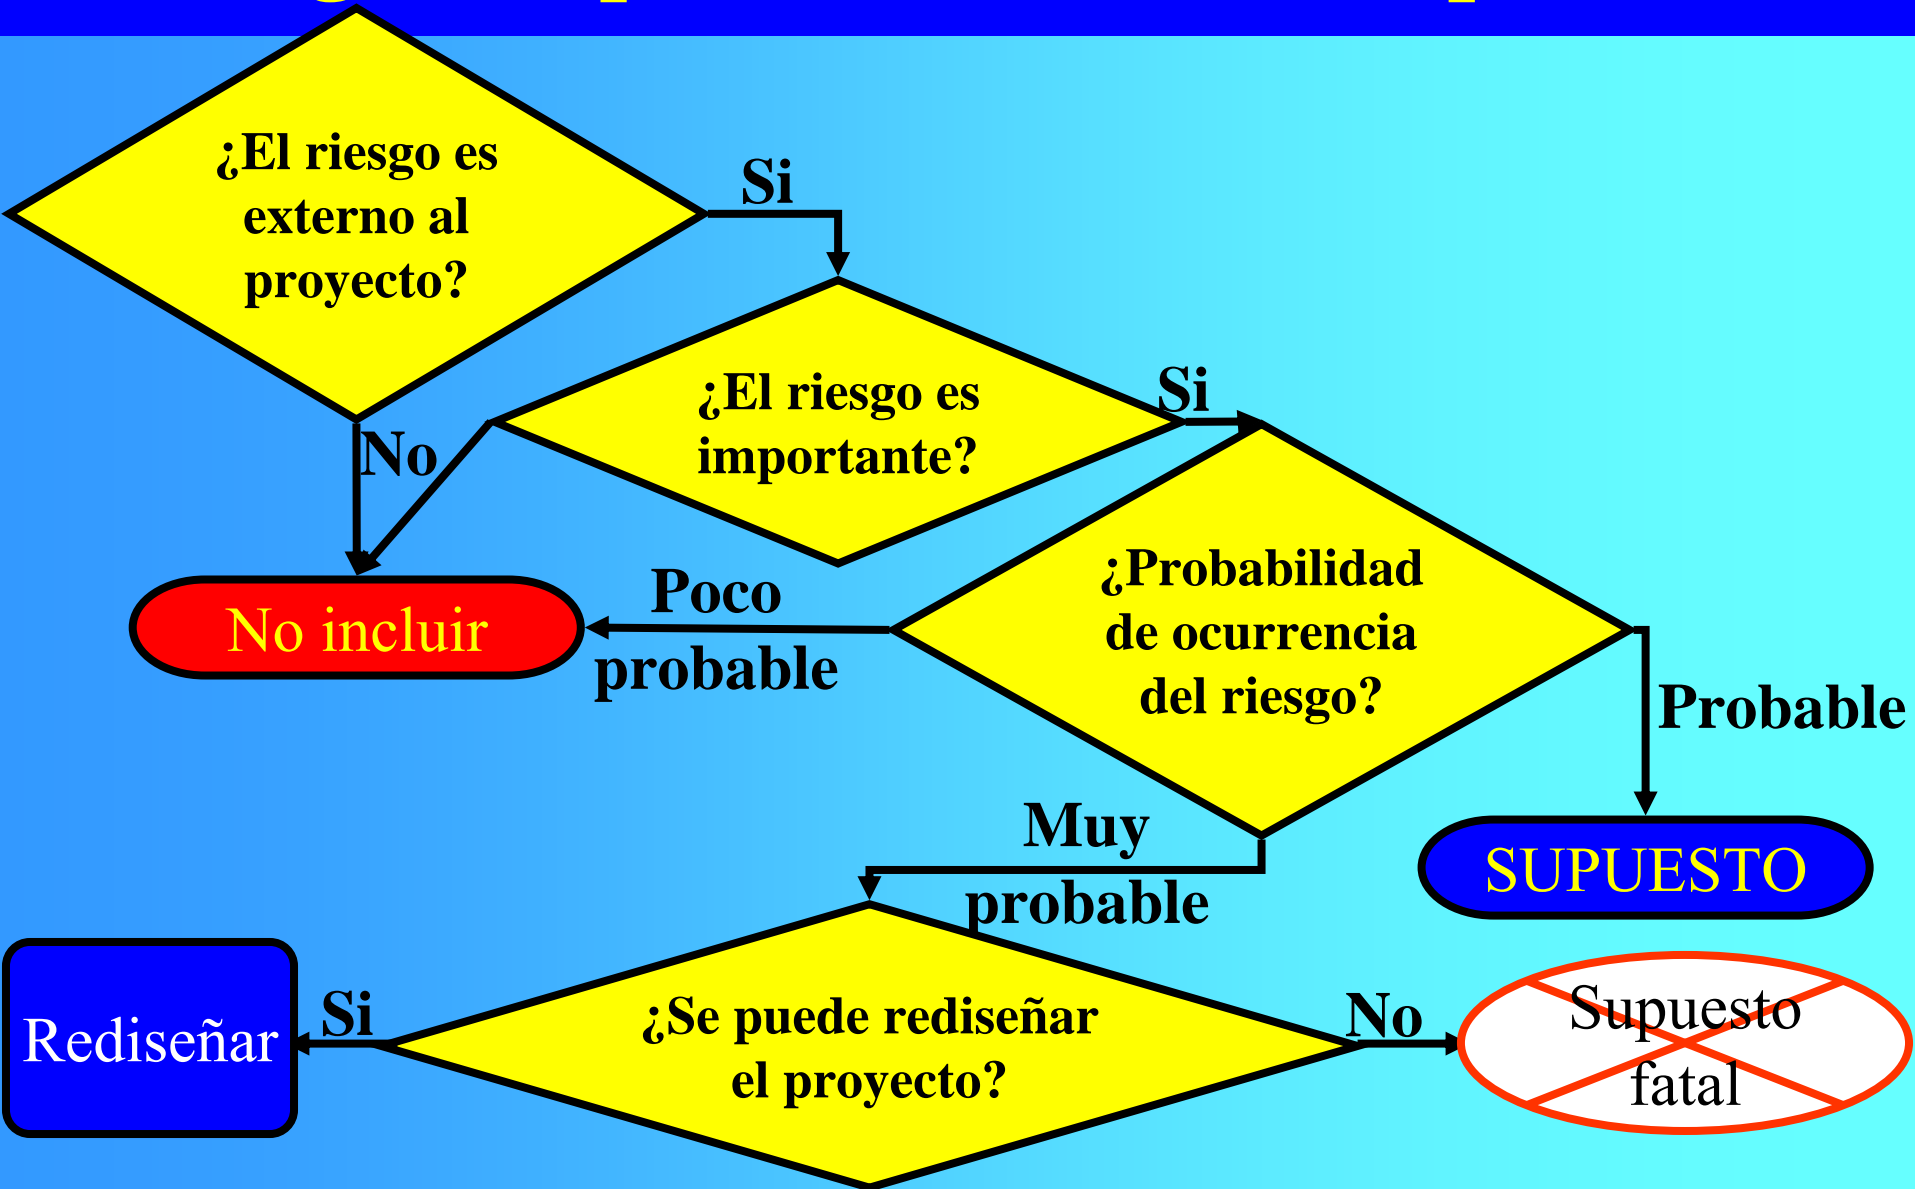 ¿El riesgo es
externo al
proyecto?
Si
¿El riesgo es
importante?
Si
No
¿Probabilidad
de ocurrencia
del riesgo?
Poco
probable
No incluir
Probable
SUPUESTO
Muy
probable
¿Se puede rediseñar
el proyecto?
Si
Rediseñar
No
Supuesto
fatal